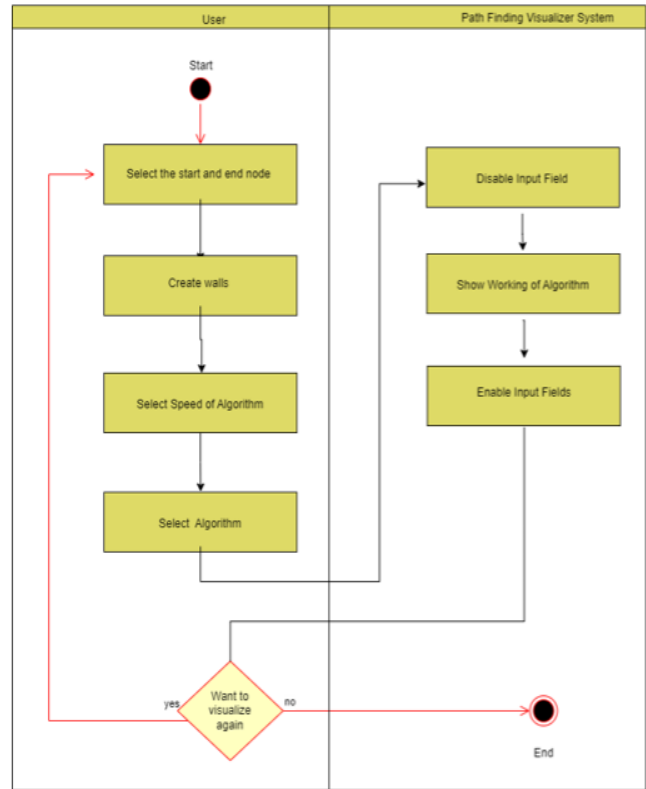 User
Path Finding Visualizer System
Start
Select the start and end node
Create walls
Select Speed of Algorithm
Select Algorithm
Disable Input Field
Show Working of Algorithm
Enable Input Fields
yes
Want to
visualize
again
no
End